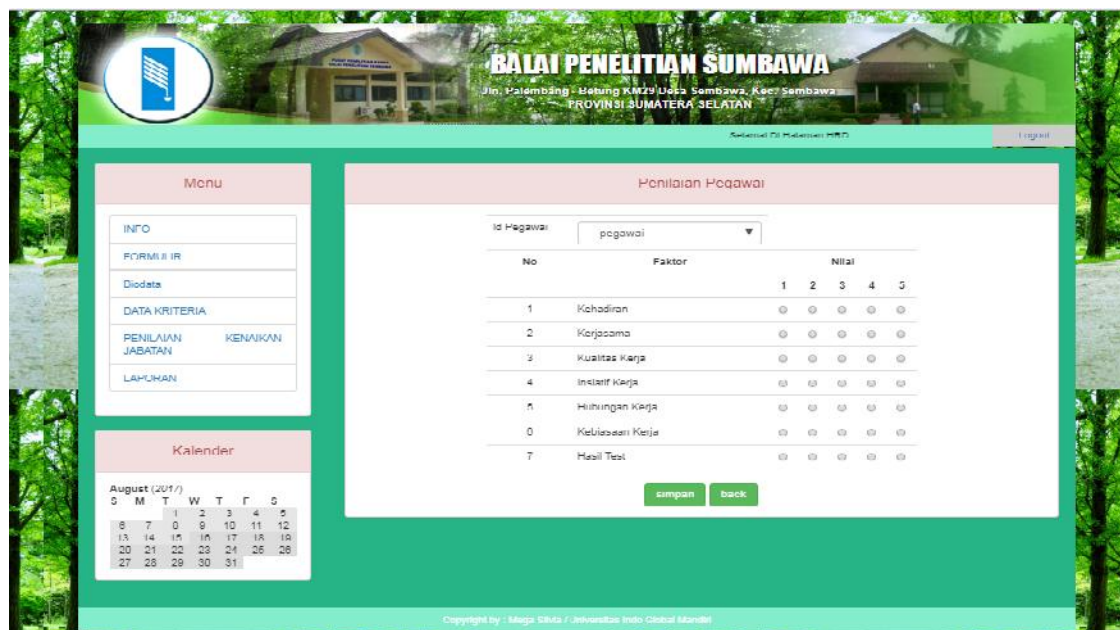 BALAI PENELITIAN SUMBAWA
Jln. Palembang - Betung KM29 Desa Sembawa, Kec. Sembawa
PROVINSI SUMATERA SELATAN
Selamat Di Halaman HRD
Logout
Menu
INFO
FORMULIR
Biodata
DATA KRITERIA
PENILAIAN KENAIKAN
JABATAN
LAPORAN
Kalender
August (2017)
S M T W T F S
1 2 3 4 5
6 7 8 9 10 11 12
13 14 15 16 17 18 19
20 21 22 23 24 25 26
27 28 29 30 31
Penilaian Pegawai
Id Pegawai pegawai
No Faktor Nilai
1 2 3 4 5
1 Kehadiran
2 Kerjasama
3 Kualitas Kerja
4 Insiatif Kerja
5 Hubungan Kerja
6 Kebiasaan Kerja
7 Hasil Test
simpan back
Copyright by : Mega Silvia / Universitas Indo Global Mandiri